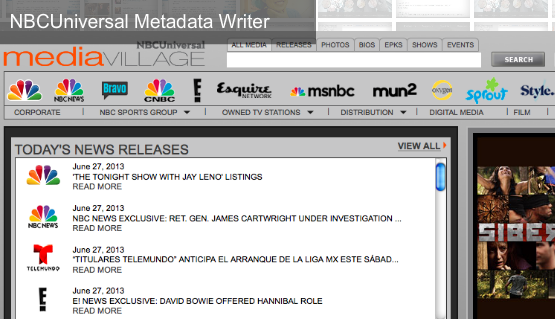 NBCUniversal Metadata Writer
NBCUniversal
mediaVILLAGE
ALL MEDIA RELEASES PHOTOS BIOS EPKS SHOWS EVENTS
SEARCH
NBC NEWS Bravo CNBC E! Esquire NETWORK msnbc mun2 oxygen sprout Style.
CORPORATE NBC SPORTS GROUP OWNED TV STATIONS DISTRIBUTION DIGITAL MEDIA FILM
TODAY'S NEWS RELEASES VIEW ALL
June 27, 2013
'THE TONIGHT SHOW WITH JAY LENO' LISTINGS
READ MORE
NBC NEWS
June 27, 2013
NBC NEWS EXCLUSIVE: RET. GEN. JAMES CARTWRIGHT UNDER INVESTIGATION ...
READ MORE
TELEMUNDO
June 27, 2013
"TITULARES TELEMUNDO" ANTICIPA EL ARRANQUE DE LA LIGA MX ESTE SÁBAD...
READ MORE
E!
June 27, 2013
E! NEWS EXCLUSIVE: DAVID BOWIE OFFERED HANNIBAL ROLE
READ MORE
SIBER